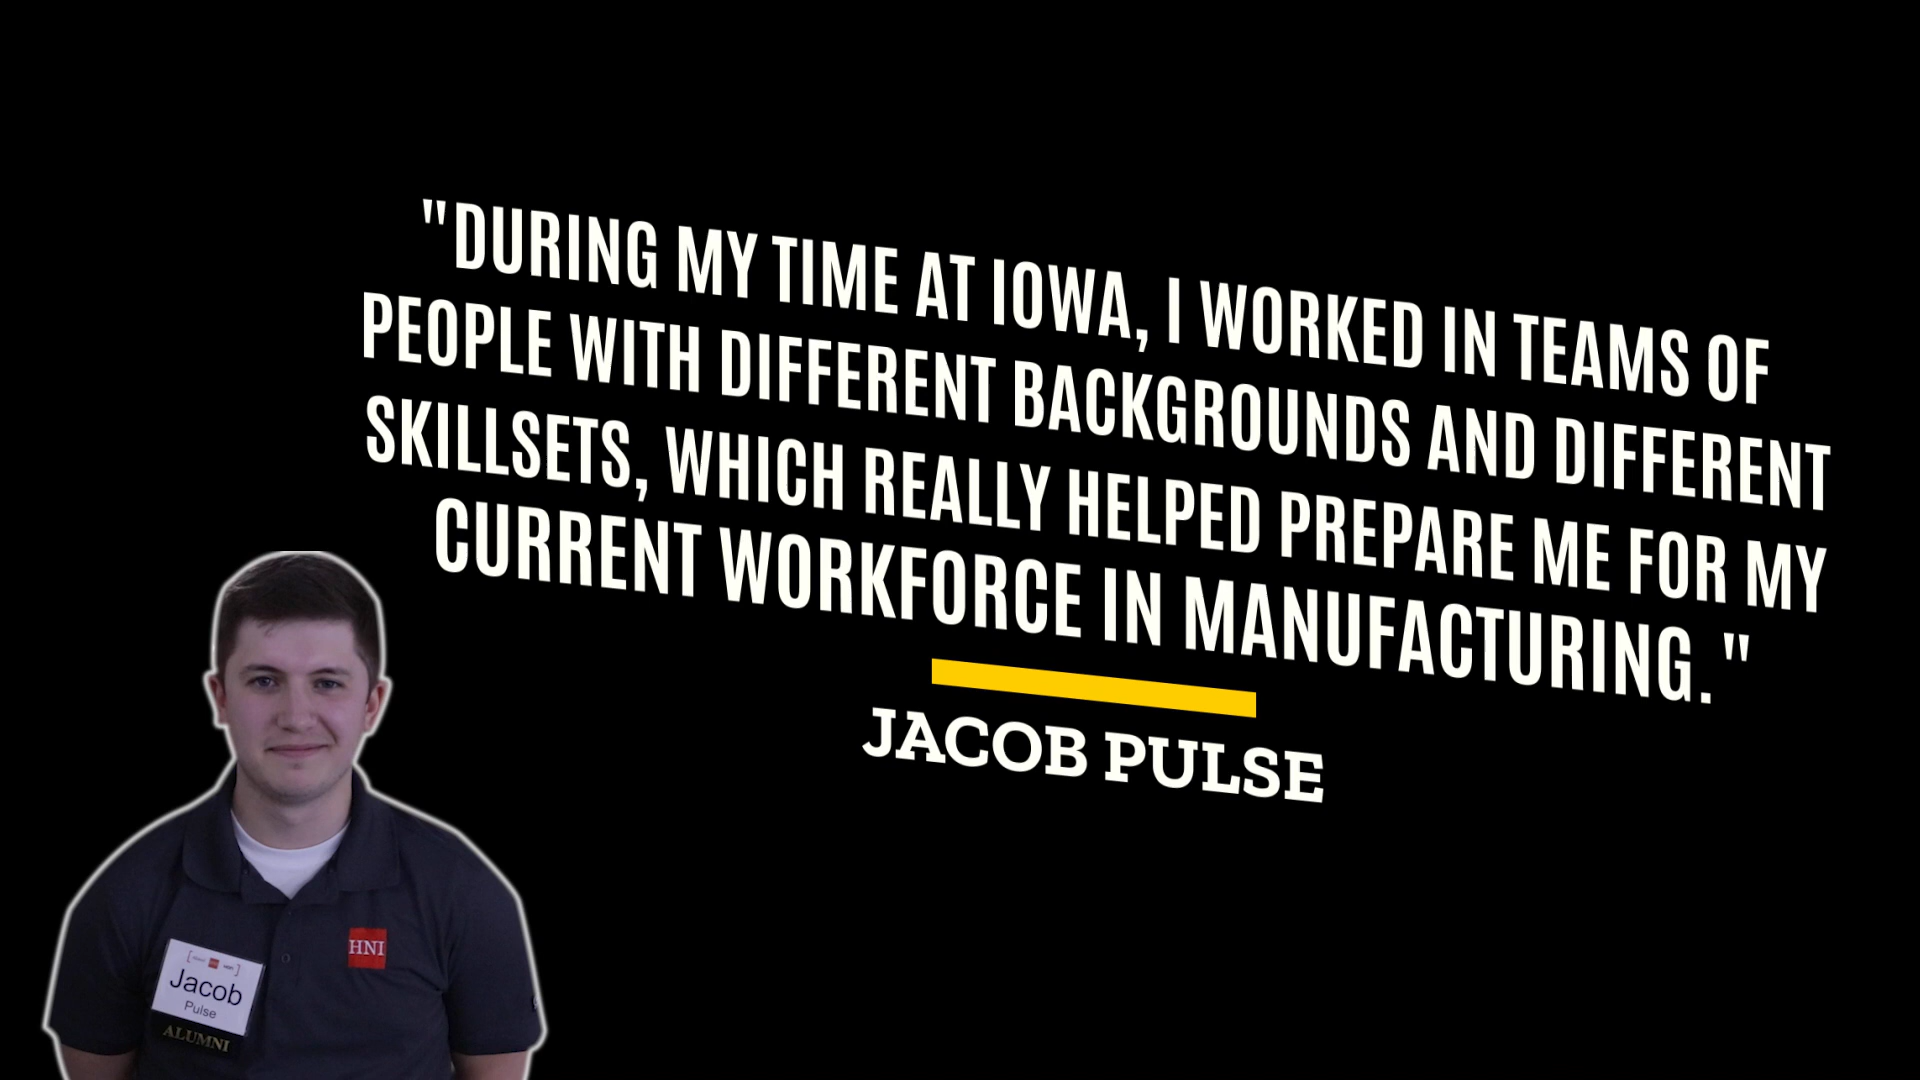 "DURING MY TIME AT IOWA, I WORKED IN TEAMS OF
PEOPLE WITH DIFFERENT BACKGROUNDS AND DIFFERENT
SKILLSETS, WHICH REALLY HELPED PREPARE ME FOR MY
CURRENT WORKFORCE IN MANUFACTURING."
JACOB PULSE
HNI
Jacob
Pulse
ALUMNI